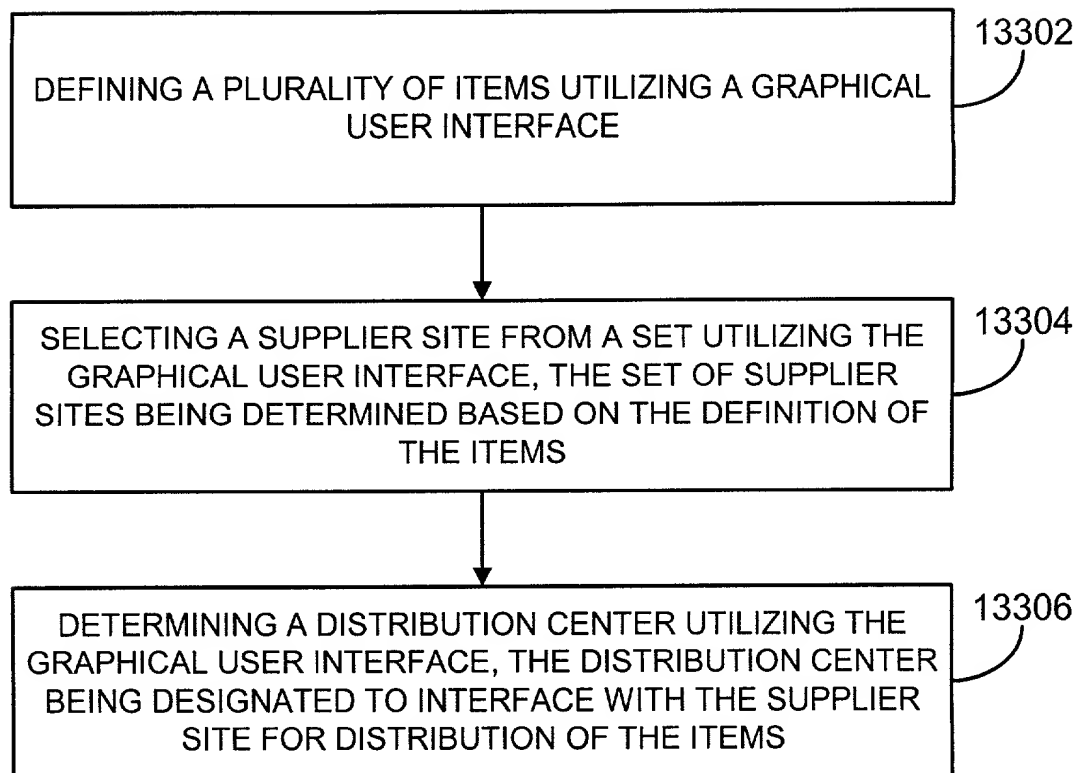 13302
DEFINING A PLURALITY OF ITEMS UTILIZING A GRAPHICAL
USER INTERFACE
13304
SELECTING A SUPPLIER SITE FROM A SET UTILIZING THE
GRAPHICAL USER INTERFACE, THE SET OF SUPPLIER
SITES BEING DETERMINED BASED ON THE DEFINITION OF
THE ITEMS
13306
DETERMINING A DISTRIBUTION CENTER UTILIZING THE
GRAPHICAL USER INTERFACE, THE DISTRIBUTION CENTER
BEING DESIGNATED TO INTERFACE WITH THE SUPPLIER
SITE FOR DISTRIBUTION OF THE ITEMS